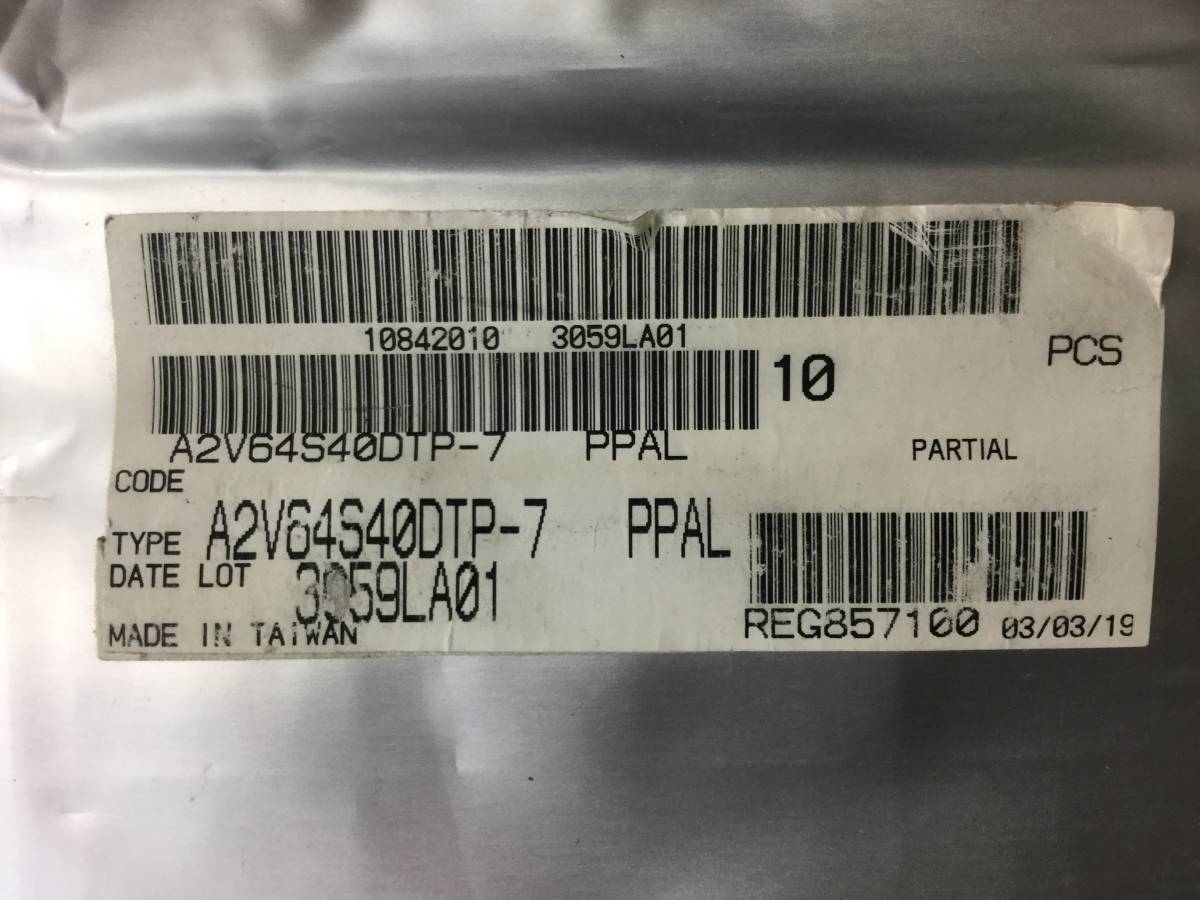 10842010 3059LA01
10 PCS
A2V64S40DTP-7 PPAL PARTIAL
CODE
TYPE A2V64S40DTP-7 PPAL
DATE LOT 3059LA01
MADE IN TAIWAN
REG857100 03/03/19